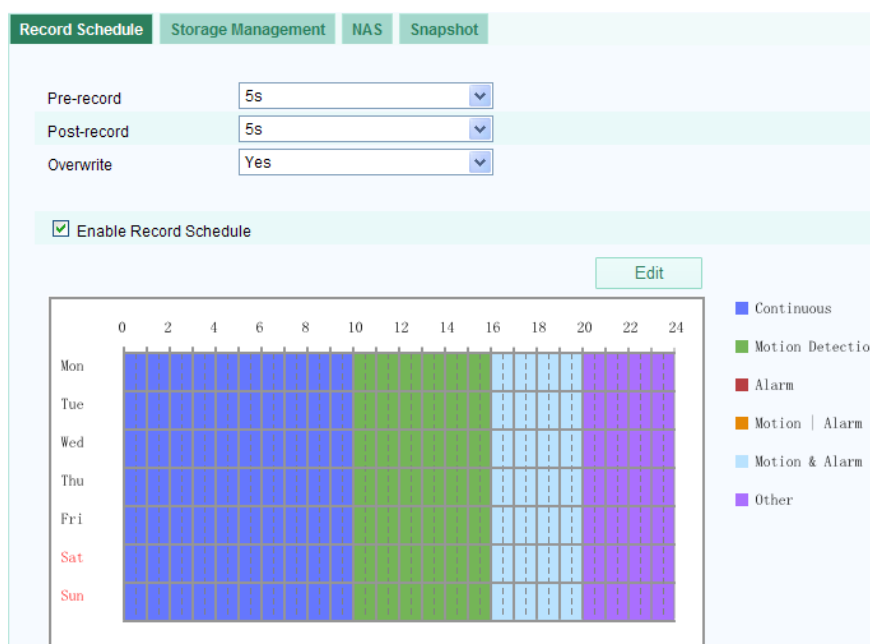 Record Schedule Storage Management NAS Snapshot
Pre-record 5s
Post-record 5s
Overwrite Yes
Enable Record Schedule
Edit
0 2 4 6 8 10 12 14 16 18 20 22 24
Mon
Tue
Wed
Thu
Fri
Sat
Sun
Continuous
Motion Detectio
Alarm
Motion | Alarm
Motion & Alarm
Other